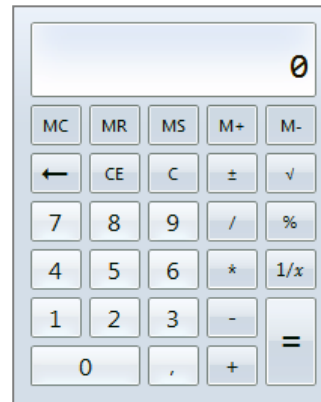 0
MC MR MS M+ M-
← CE C ± √
7 8 9 / %
4 5 6 * 1/x
1 2 3 - =
0 , +